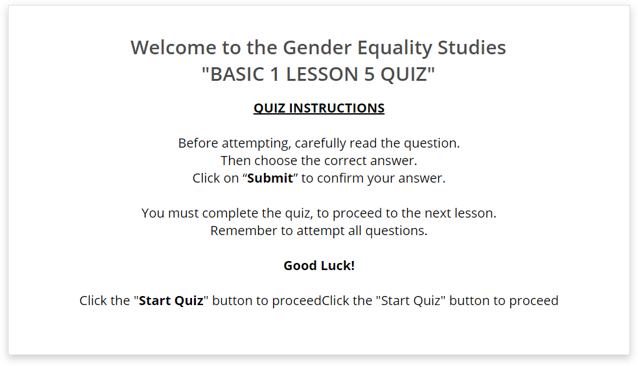 Welcome to the Gender Equality Studies
"BASIC 1 LESSON 5 QUIZ"
QUIZ INSTRUCTIONS
Before attempting, carefully read the question.
Then choose the correct answer.
Click on “Submit” to confirm your answer.
You must complete the quiz, to proceed to the next lesson.
Remember to attempt all questions.
Good Luck!
Click the "Start Quiz" button to proceedClick the "Start Quiz" button to proceed